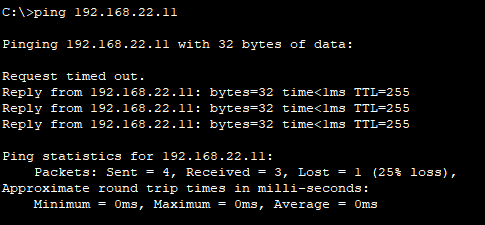 C:\>ping 192.168.22.11
Pinging 192.168.22.11 with 32 bytes of data:
Request timed out.
Reply from 192.168.22.11: bytes=32 time<1ms TTL=255
Reply from 192.168.22.11: bytes=32 time<1ms TTL=255
Reply from 192.168.22.11: bytes=32 time<1ms TTL=255
Ping statistics for 192.168.22.11:
Packets: Sent = 4, Received = 3, Lost = 1 (25% loss),
Approximate round trip times in milli-seconds:
Minimum = 0ms, Maximum = 0ms, Average = 0ms